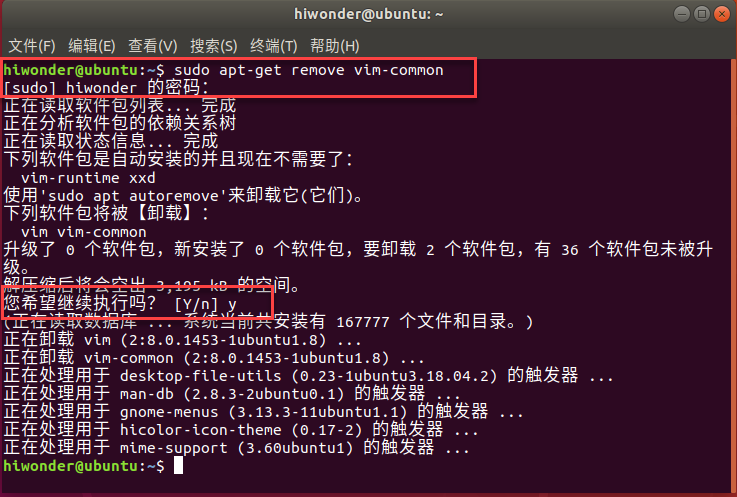 hiwonder@ubuntu: ~
文件(F) 编辑(E) 查看(V) 搜索(S) 终端(T) 帮助(H)
hiwonder@ubuntu:~$ sudo apt-get remove vim-common
[sudo] hiwonder 的密码：
正在读取软件包列表... 完成
正在分析软件包的依赖关系树
正在读取状态信息... 完成
下列软件包是自动安装的并且现在不需要了：
vim-runtime xxd
使用'sudo apt autoremove'来卸载它(它们)。
下列软件包将被【卸载】：
vim vim-common
升级了 0 个软件包，新安装了 0 个软件包，要卸载 2 个软件包，有 36 个软件包未被升
级。
解压缩后将会空出 3,195 kB 的空间。
您希望继续执行吗？ [Y/n] y
(正在读取数据库 ... 系统当前共安装有 167777 个文件和目录。)
正在卸载 vim (2:8.0.1453-1ubuntu1.8) ...
正在卸载 vim-common (2:8.0.1453-1ubuntu1.8) ...
正在处理用于 desktop-file-utils (0.23-1ubuntu3.18.04.2) 的触发器 ...
正在处理用于 man-db (2.8.3-2ubuntu0.1) 的触发器 ...
正在处理用于 gnome-menus (3.13.3-11ubuntu1.1) 的触发器 ...
正在处理用于 hicolor-icon-theme (0.17-2) 的触发器 ...
正在处理用于 mime-support (3.60ubuntu1) 的触发器 ...
hiwonder@ubuntu:~$